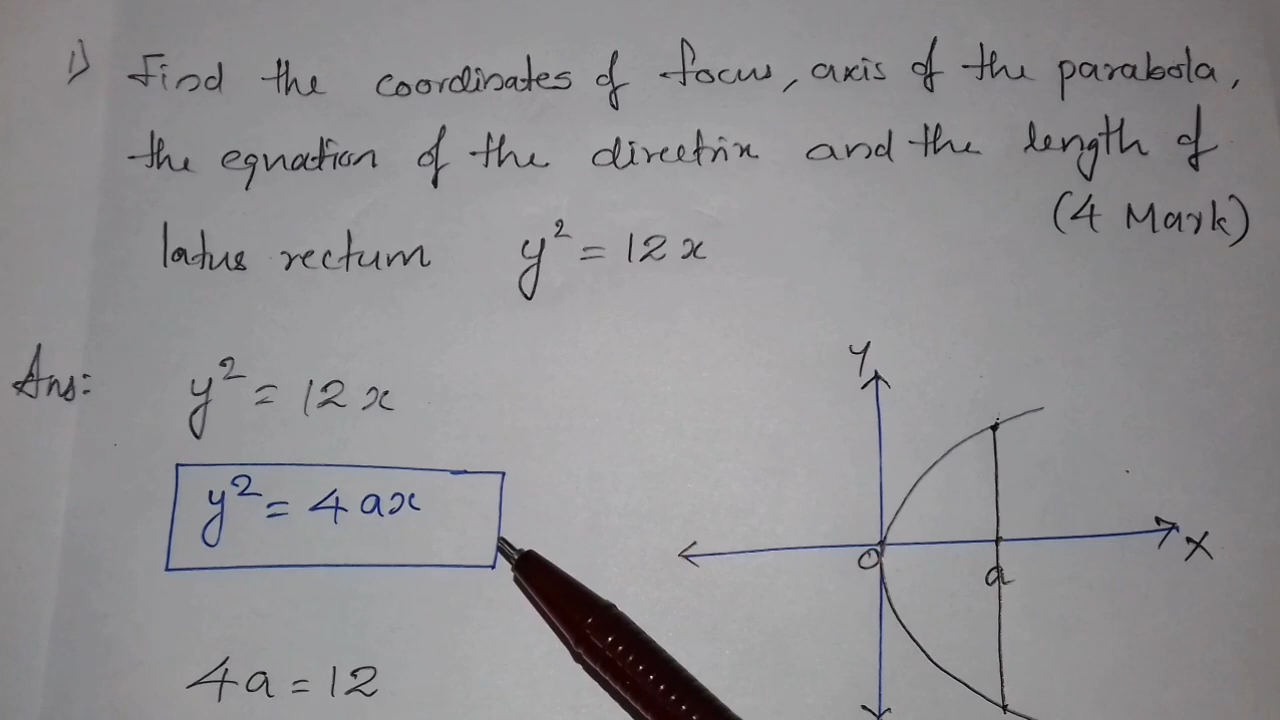 1) Find the coordinates of focus, axis of the parabola,
the equation of the directrix and the length of
latus rectum y² = 12x (4 Mark)
Ans: y² = 12x
y² = 4ax
4a = 12
Y
O
a
X